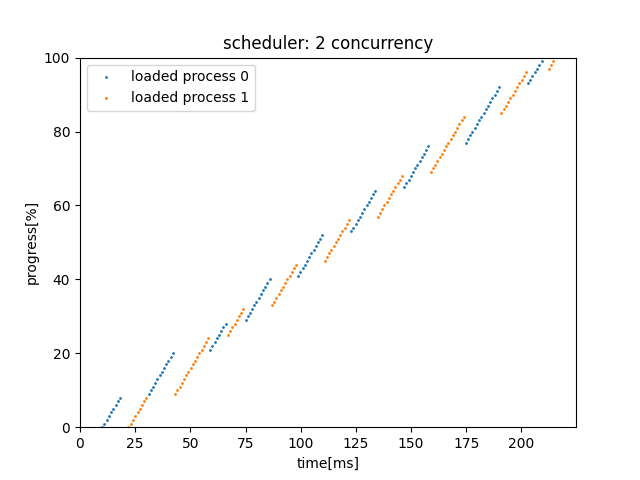 scheduler: 2 concurrency
loaded process 0
loaded process 1
progress[%]
100
80
60
40
20
0
0 25 50 75 100 125 150 175 200
time[ms]